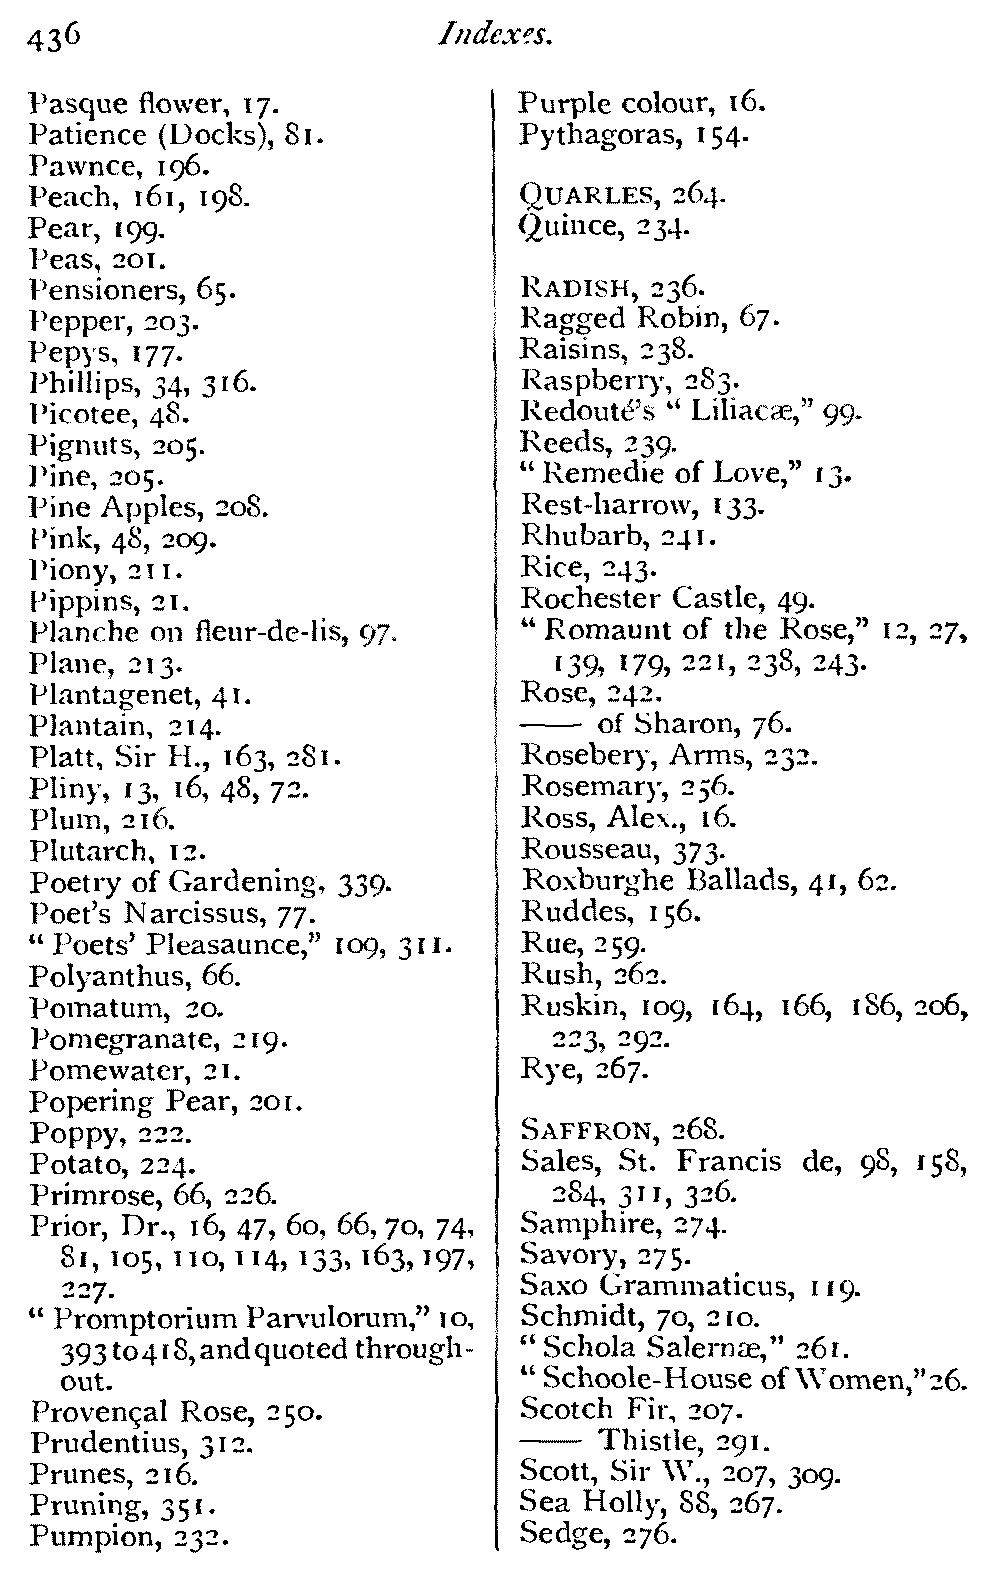 436
Indexes.
Pasque flower, 17.
Patience (Docks), 81.
Pawnce, 196.
Peach, 161, 198.
Pear, 199.
Peas, 201.
Pensioners, 65.
Pepper, 203.
Pepys, 177.
Phillips, 34, 316.
Picotee, 48.
Pignuts, 205.
Pine, 205.
Pine Apples, 208.
Pink, 48, 209.
Piony, 211.
Pippins, 21.
Planche on fleur-de-lis, 97.
Plane, 213.
Plantagenet, 41.
Plantain, 214.
Platt, Sir H., 163, 281.
Pliny, 13, 16, 48, 72.
Plum, 216.
Plutarch, 12.
Poetry of Gardening, 339.
Poet's Narcissus, 77.
“ Poets' Pleasaunce,” 109, 311.
Polyanthus, 66.
Pomatum, 20.
Pomegranate, 219.
Pomewater, 21.
Popering Pear, 201.
Poppy, 222.
Potato, 224.
Primrose, 66, 226.
Prior, Dr., 16, 47, 60, 66, 70, 74,
81, 105, 110, 114, 133, 163, 197,
227.
“ Promptorium Parvulorum,” 10,
393 to 418, and quoted through-
out.
Provençal Rose, 250.
Prudentius, 312.
Prunes, 216.
Pruning, 351.
Pumpion, 232.
Purple colour, 16.
Pythagoras, 154.
QUARLES, 264.
Quince, 234.
RADISH, 236.
Ragged Robin, 67.
Raisins, 238.
Raspberry, 283.
Redouté's “ Liliacæ,” 99.
Reeds, 239.
“ Remedie of Love,” 13.
Rest-harrow, 133.
Rhubarb, 241.
Rice, 243.
Rochester Castle, 49.
“ Romaunt of the Rose,” 12, 27,
139, 179, 221, 238, 243.
Rose, 242.
—— of Sharon, 76.
Rosebery, Arms, 232.
Rosemary, 256.
Ross, Alex., 16.
Rousseau, 373.
Roxburghe Ballads, 41, 62.
Ruddes, 156.
Rue, 259.
Rush, 262.
Ruskin, 109, 164, 166, 186, 206,
223, 292.
Rye, 267.
SAFFRON, 268.
Sales, St. Francis de, 98, 158,
284, 311, 326.
Samphire, 274.
Savory, 275.
Saxo Grammaticus, 119.
Schmidt, 70, 210.
“ Schola Salernæ,” 261.
“ Schoole-House of Women,” 26.
Scotch Fir, 207.
—— Thistle, 291.
Scott, Sir W., 207, 309.
Sea Holly, 88, 267.
Sedge, 276.